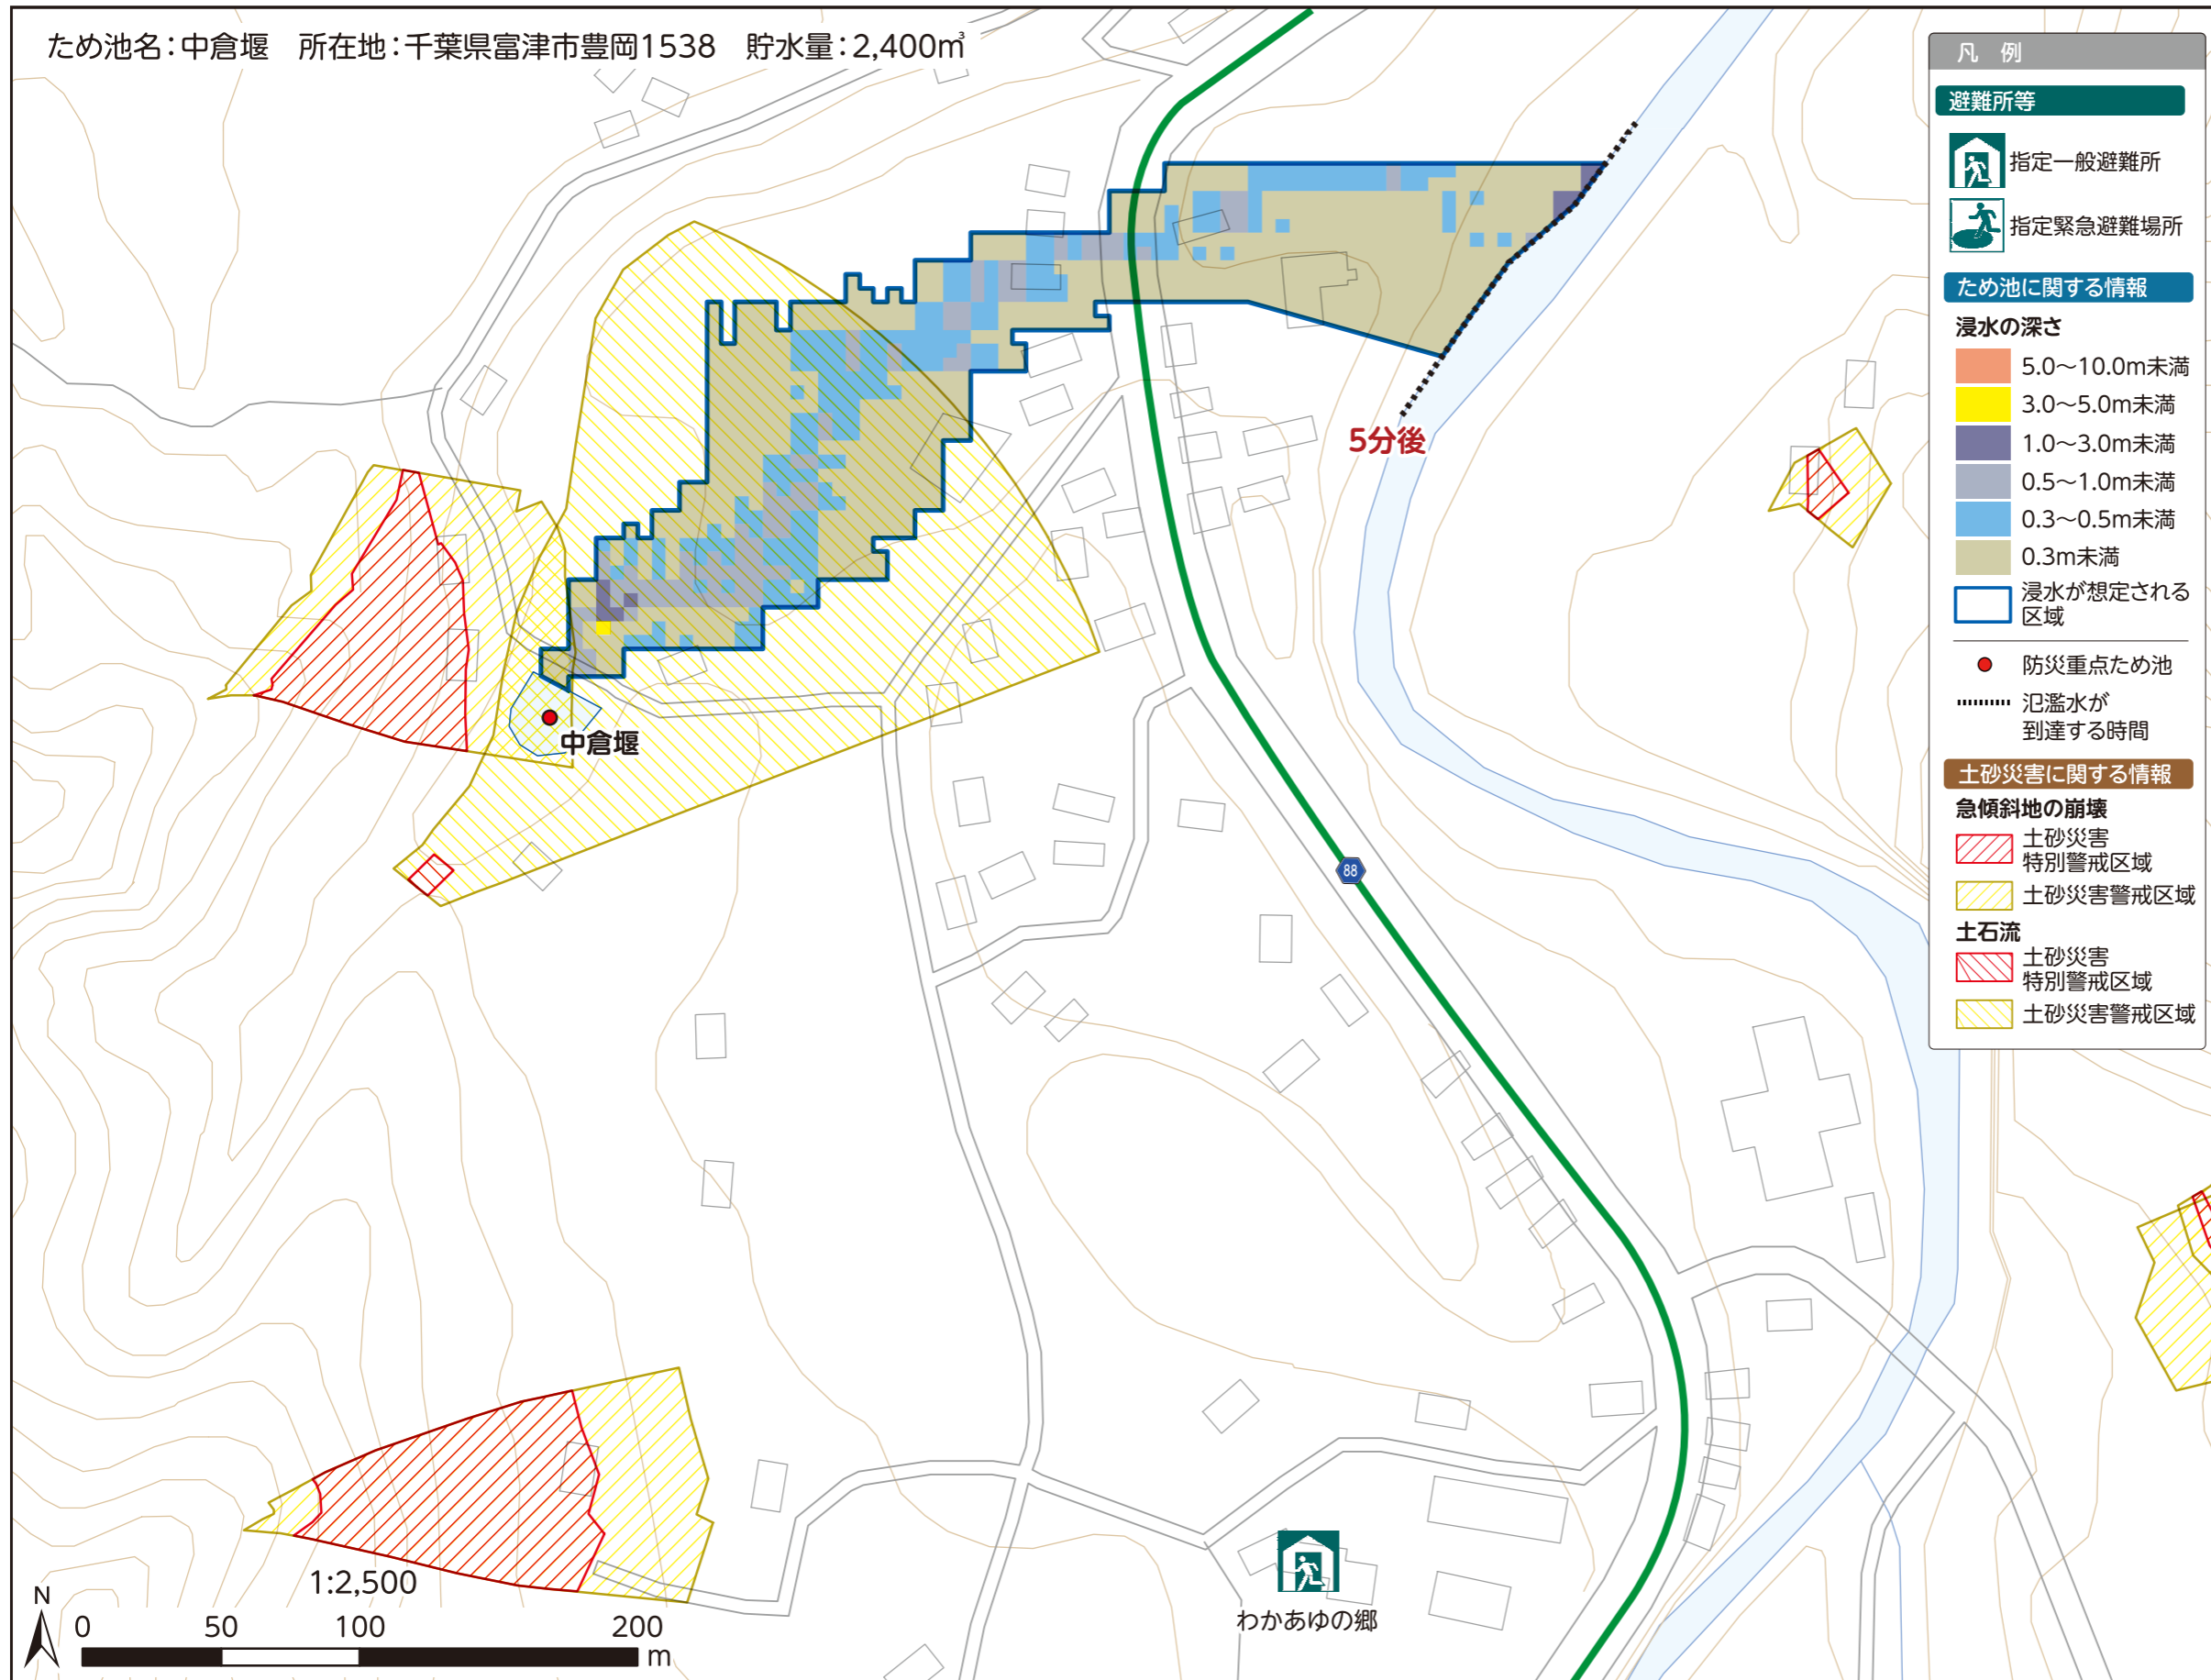 ため池名：中倉堰　所在地：千葉県富津市豊岡1538　貯水量：2,400㎥
凡 例
避難所等
指定一般避難所
指定緊急避難場所
ため池に関する情報
浸水の深さ
5.0～10.0m未満
3.0～5.0m未満
1.0～3.0m未満
0.5～1.0m未満
0.3～0.5m未満
0.3m未満
浸水が想定される
区域
防災重点ため池
氾濫水が
到達する時間
土砂災害に関する情報
急傾斜地の崩壊
土砂災害
特別警戒区域
土砂災害警戒区域
土石流
土砂災害
特別警戒区域
土砂災害警戒区域
5分後
中倉堰
88
わかあゆの郷
1:2,500
N
0 50 100 200
m